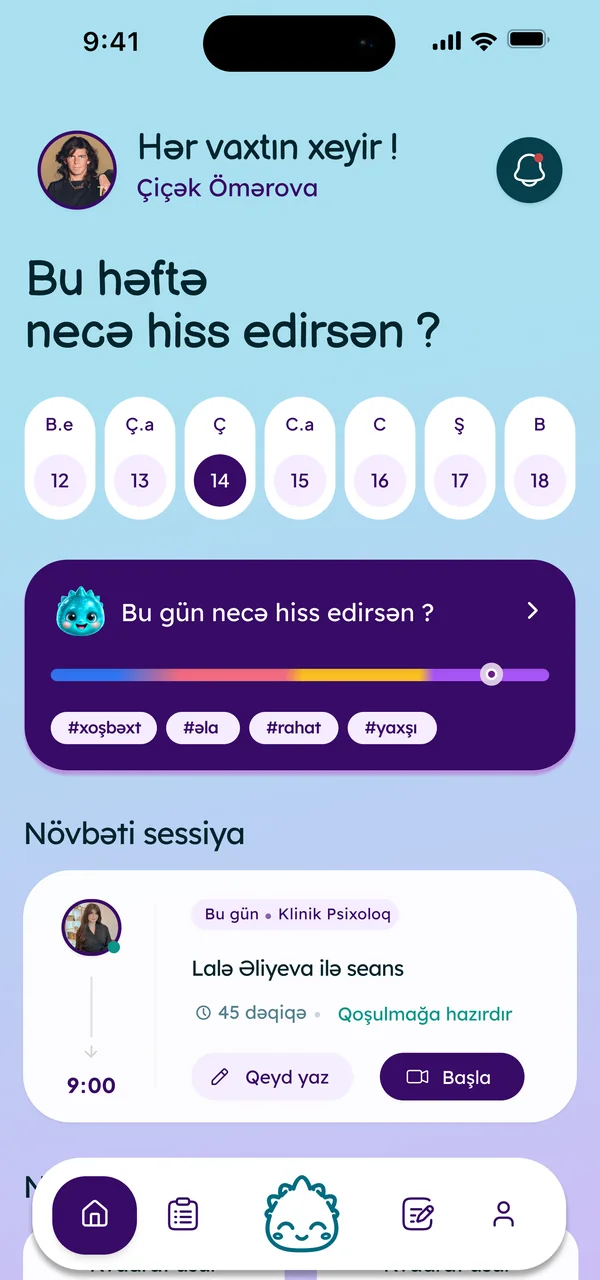 9:41
Hər vaxtın xeyir !
Çiçək Ömərova
Bu həftə
necə hiss edirsən ?
B.e Ç.a Ç C.a C Ş B
12 13 14 15 16 17 18
Bu gün necə hiss edirsən ?
#xoşbəxt #əla #rahat #yaxşı
Növbəti sessiya
Bu gün • Klinik Psixoloq
Lalə Əliyeva ilə seans
45 dəqiqə • Qoşulmağa hazırdır
9:00
Qeyd yaz Başla